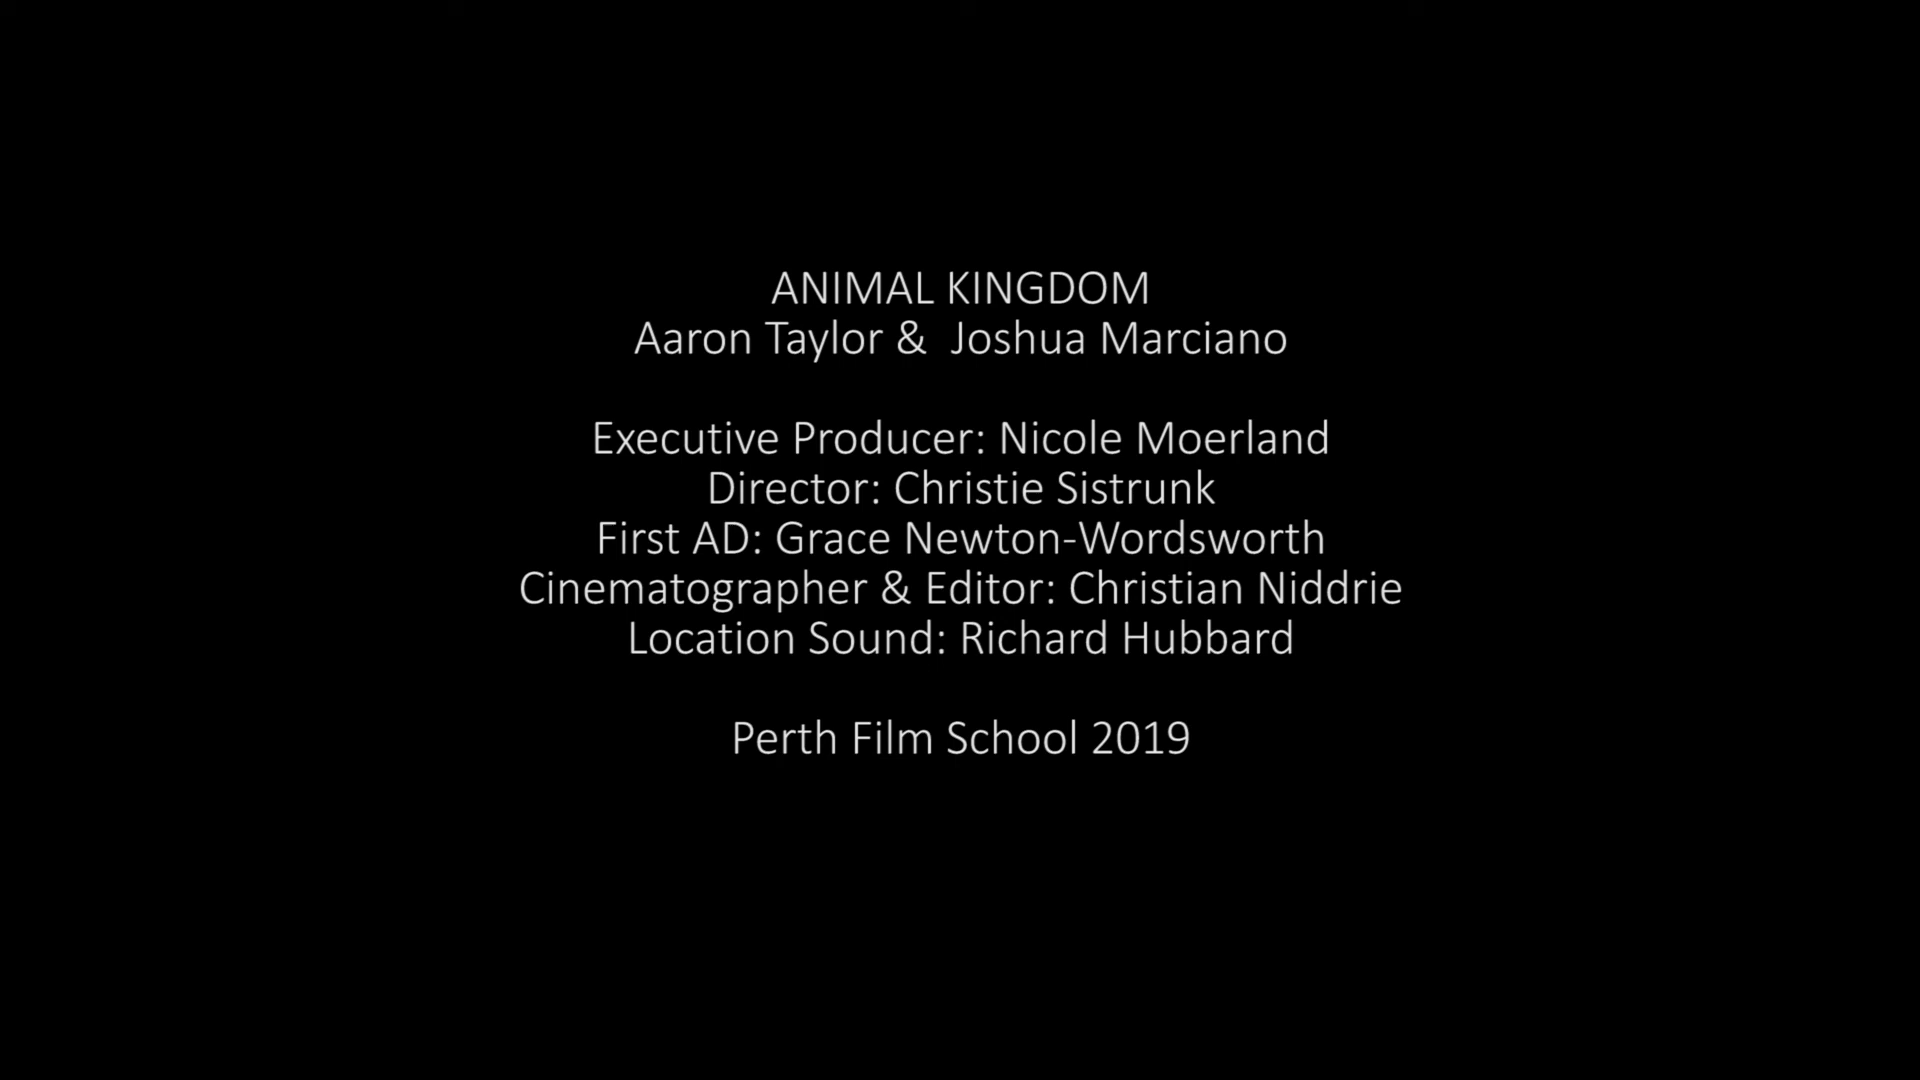 ANIMAL KINGDOM
Aaron Taylor &  Joshua Marciano
Executive Producer: Nicole Moerland
Director: Christie Sistrunk
First AD: Grace Newton-Wordsworth
Cinematographer & Editor: Christian Niddrie
Location Sound: Richard Hubbard
Perth Film School 2019